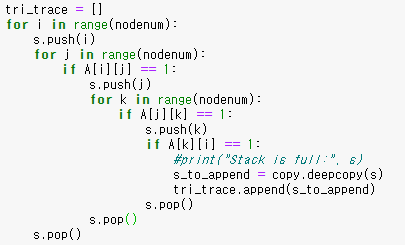 tri_trace = []
for i in range(nodenum):
    s.push(i)
    for j in range(nodenum):
        if A[i][j] == 1:
            s.push(j)
            for k in range(nodenum):
                if A[j][k] == 1:
                    s.push(k)
                    if A[k][i] == 1:
                        #print("Stack is full:", s)
                        s_to_append = copy.deepcopy(s)
                        tri_trace.append(s_to_append)
                    s.pop()
            s.pop()
    s.pop()